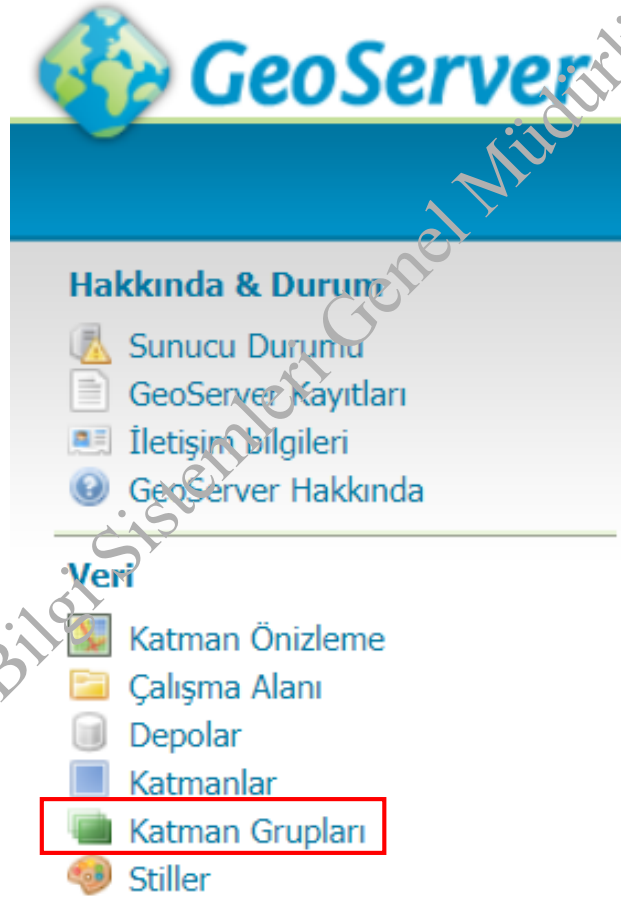 GeoServer
Hakkında & Durum
Sunucu Durumu
GeoServer Kayıtları
İletişim bilgileri
GeoServer Hakkında
Veri
Katman Önizleme
Çalışma Alanı
Depolar
Katmanlar
Katman Grupları
Stiller
Bilgi Sistemleri Genel